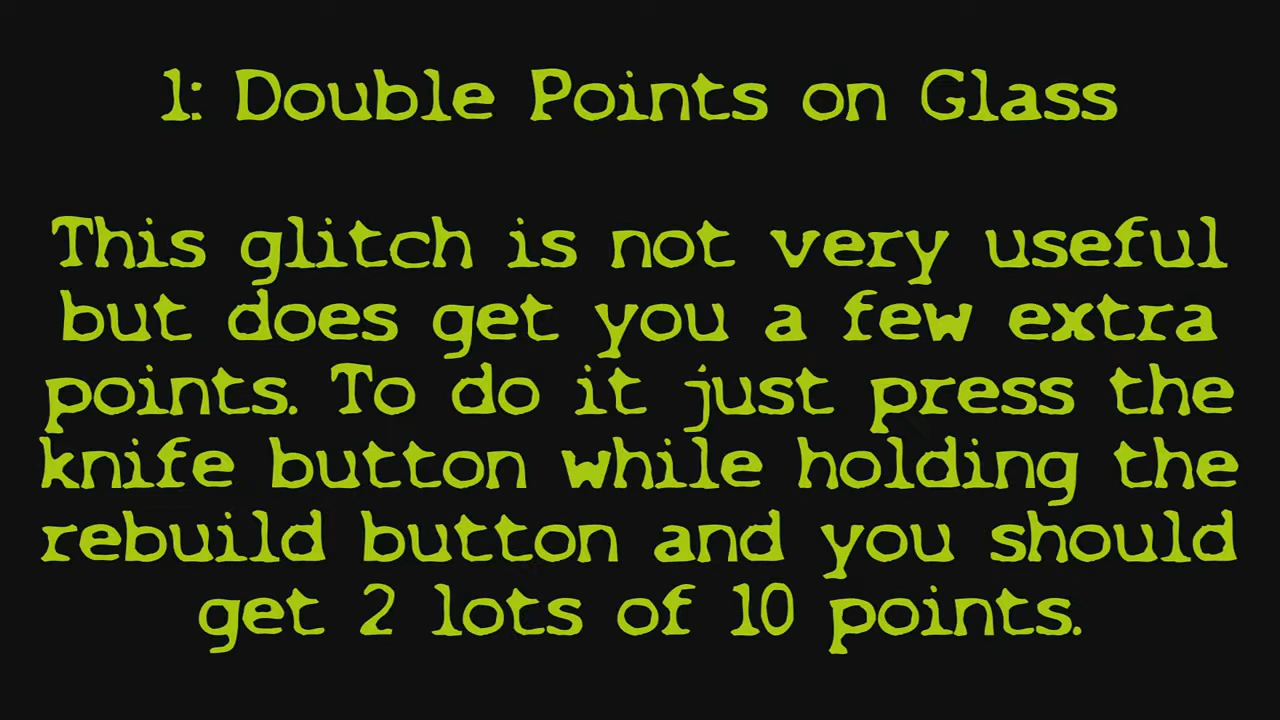 1: Double Points on Glass
This glitch is not very useful
but does get you a few extra
points. To do it just press the
knife button while holding the
rebuild button and you should
get 2 lots of 10 points.